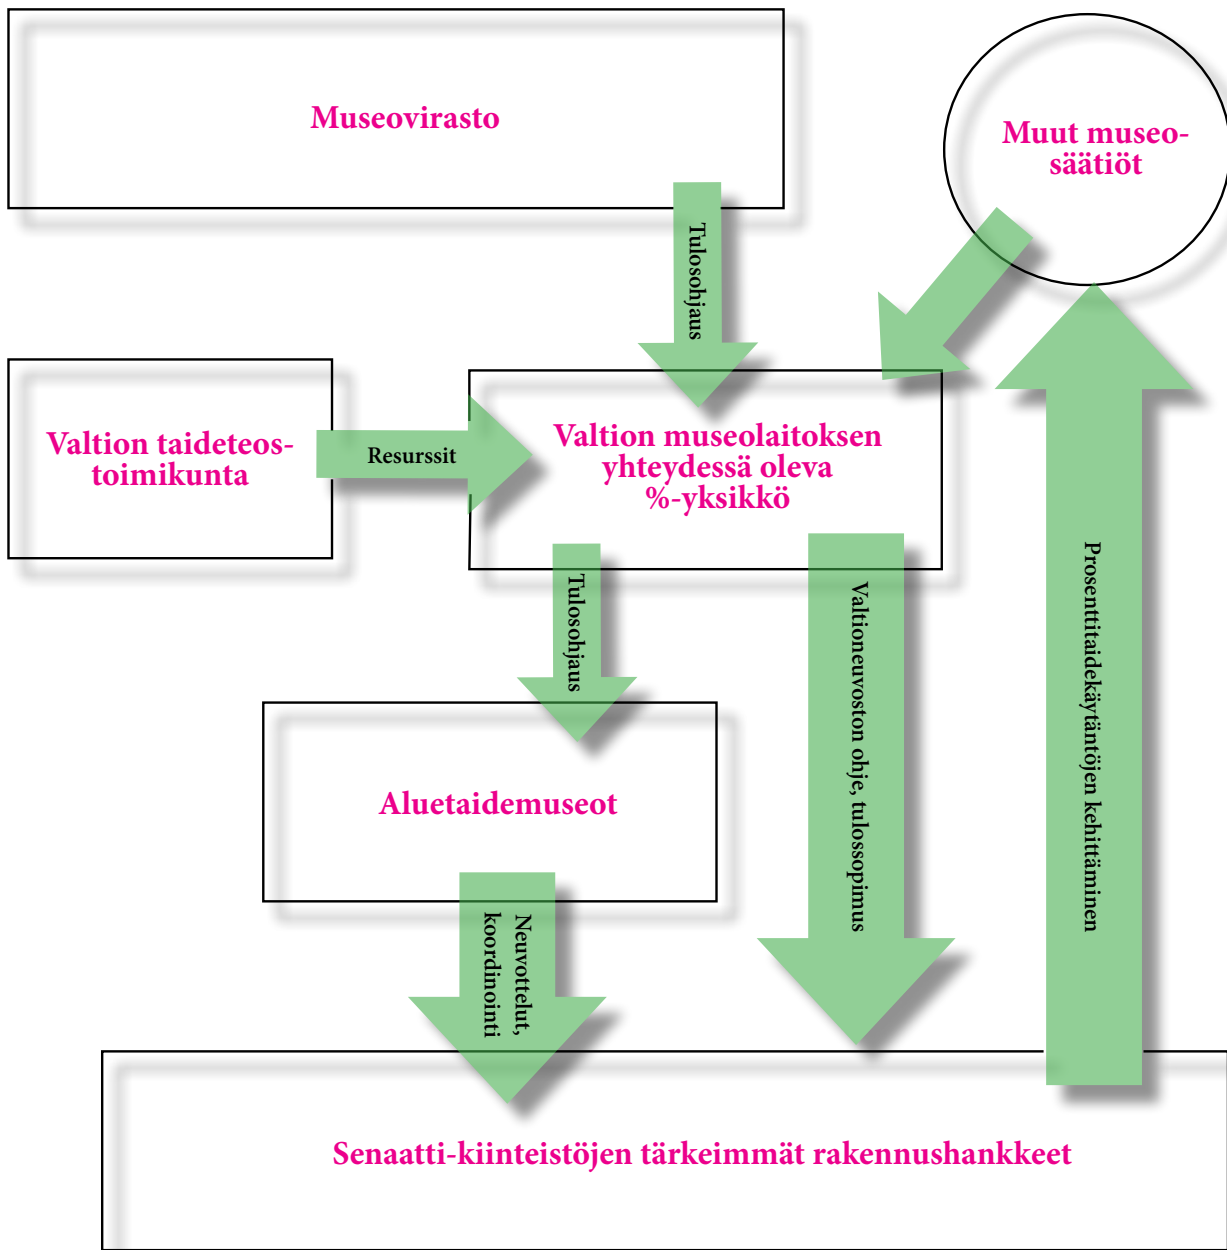 Museovirasto
Muut museo-
säätiöt
Tulosohjaus
Valtion taideteos-
toimikunta
Resurssit
Valtion museolaitoksen
yhteydessä oleva
%-yksikkö
Tulosohjaus
Valtioneuvoston ohje, tulossopimus
Prosenttitaidekäytäntöjen kehittäminen
Aluetaidemuseot
Neuvottelut,
koordinointi
Senaatti-kiinteistöjen tärkeimmät rakennushankkeet